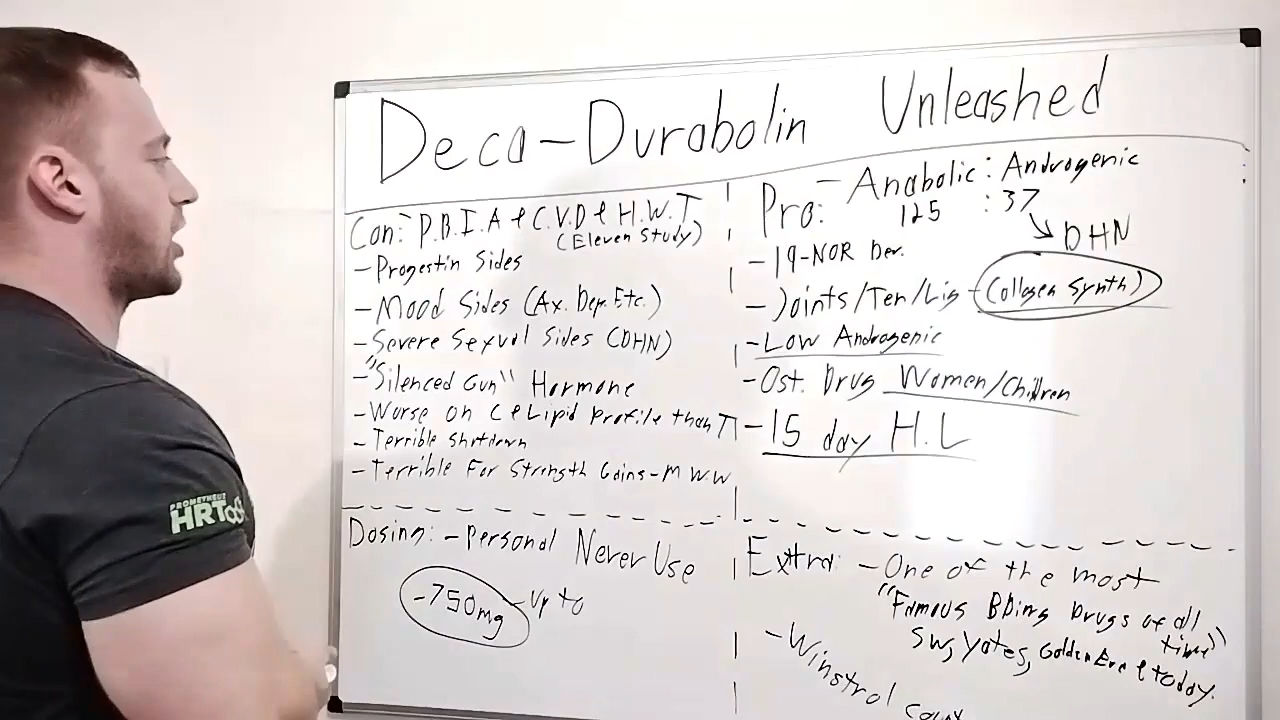 Deca-Durabolin Unleashed
Con: P.B.I.A & C.V.D & H.W.T
(Eleven Study)
- Progestin Sides
- Mood Sides (Ax. Dep. Etc.)
- Severe Sexual Sides (DHN)
- "Silenced Gun" Hormone
- Worse on C & Lipid Profile than T
- Terrible Shutdown
- Terrible For Strength Gains - M W.W
Pro: - Anabolic : Androgenic
125 : 37
DHN
- 19-NOR Der.
- Joints/Ten/Lig - (Collagen Synth)
- Low Androgenic
- Ost. Drug Women/Children
- 15 day H.L
Dosing: - Personal Never Use
- 750mg - Up to
Extra: - One of the most
"Famous BBing Drugs of all
time"
SW, Yates, Golden Era & today.
- Winstrol
PROMETHEUS
HRT